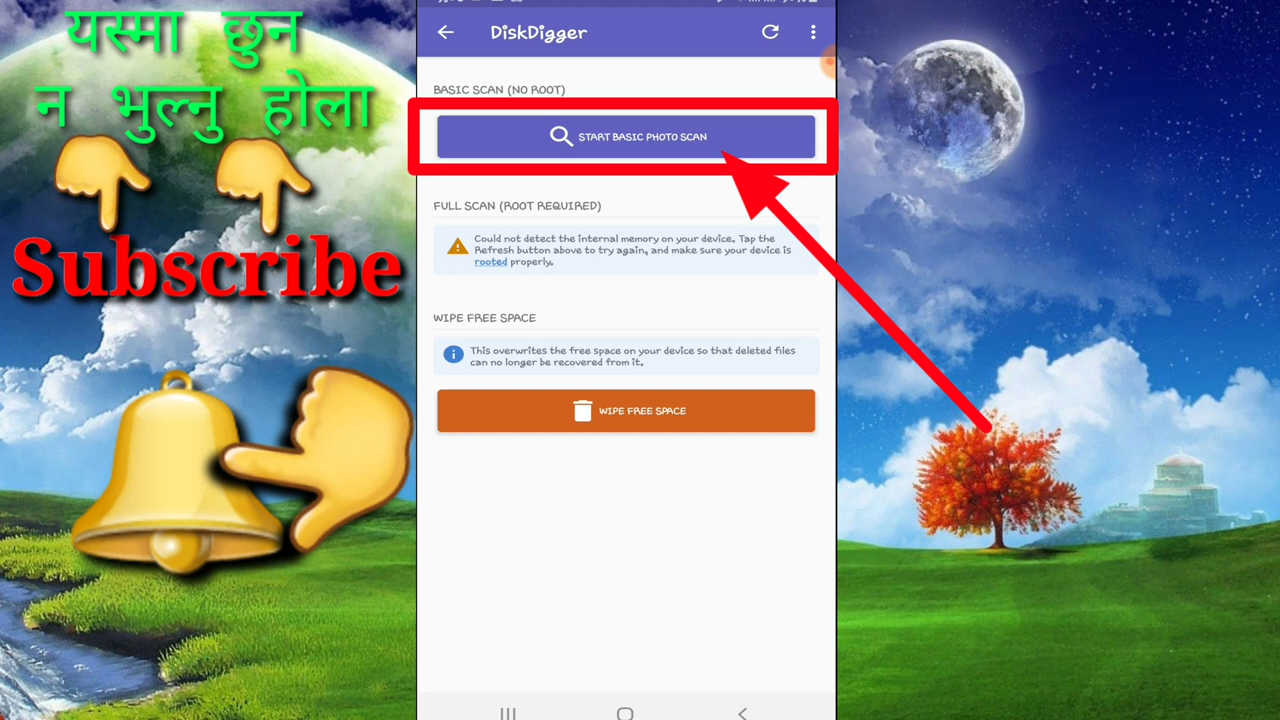 यस्मा छुन
न भुल्नु होला
Subscribe
DiskDigger
BASIC SCAN (NO ROOT)
START BASIC PHOTO SCAN
FULL SCAN (ROOT REQUIRED)
Could not detect the internal memory on your device. Tap the
Refresh button above to try again, and make sure your device is
rooted properly.
WIPE FREE SPACE
This overwrites the free space on your device so that deleted files
can no longer be recovered from it.
WIPE FREE SPACE